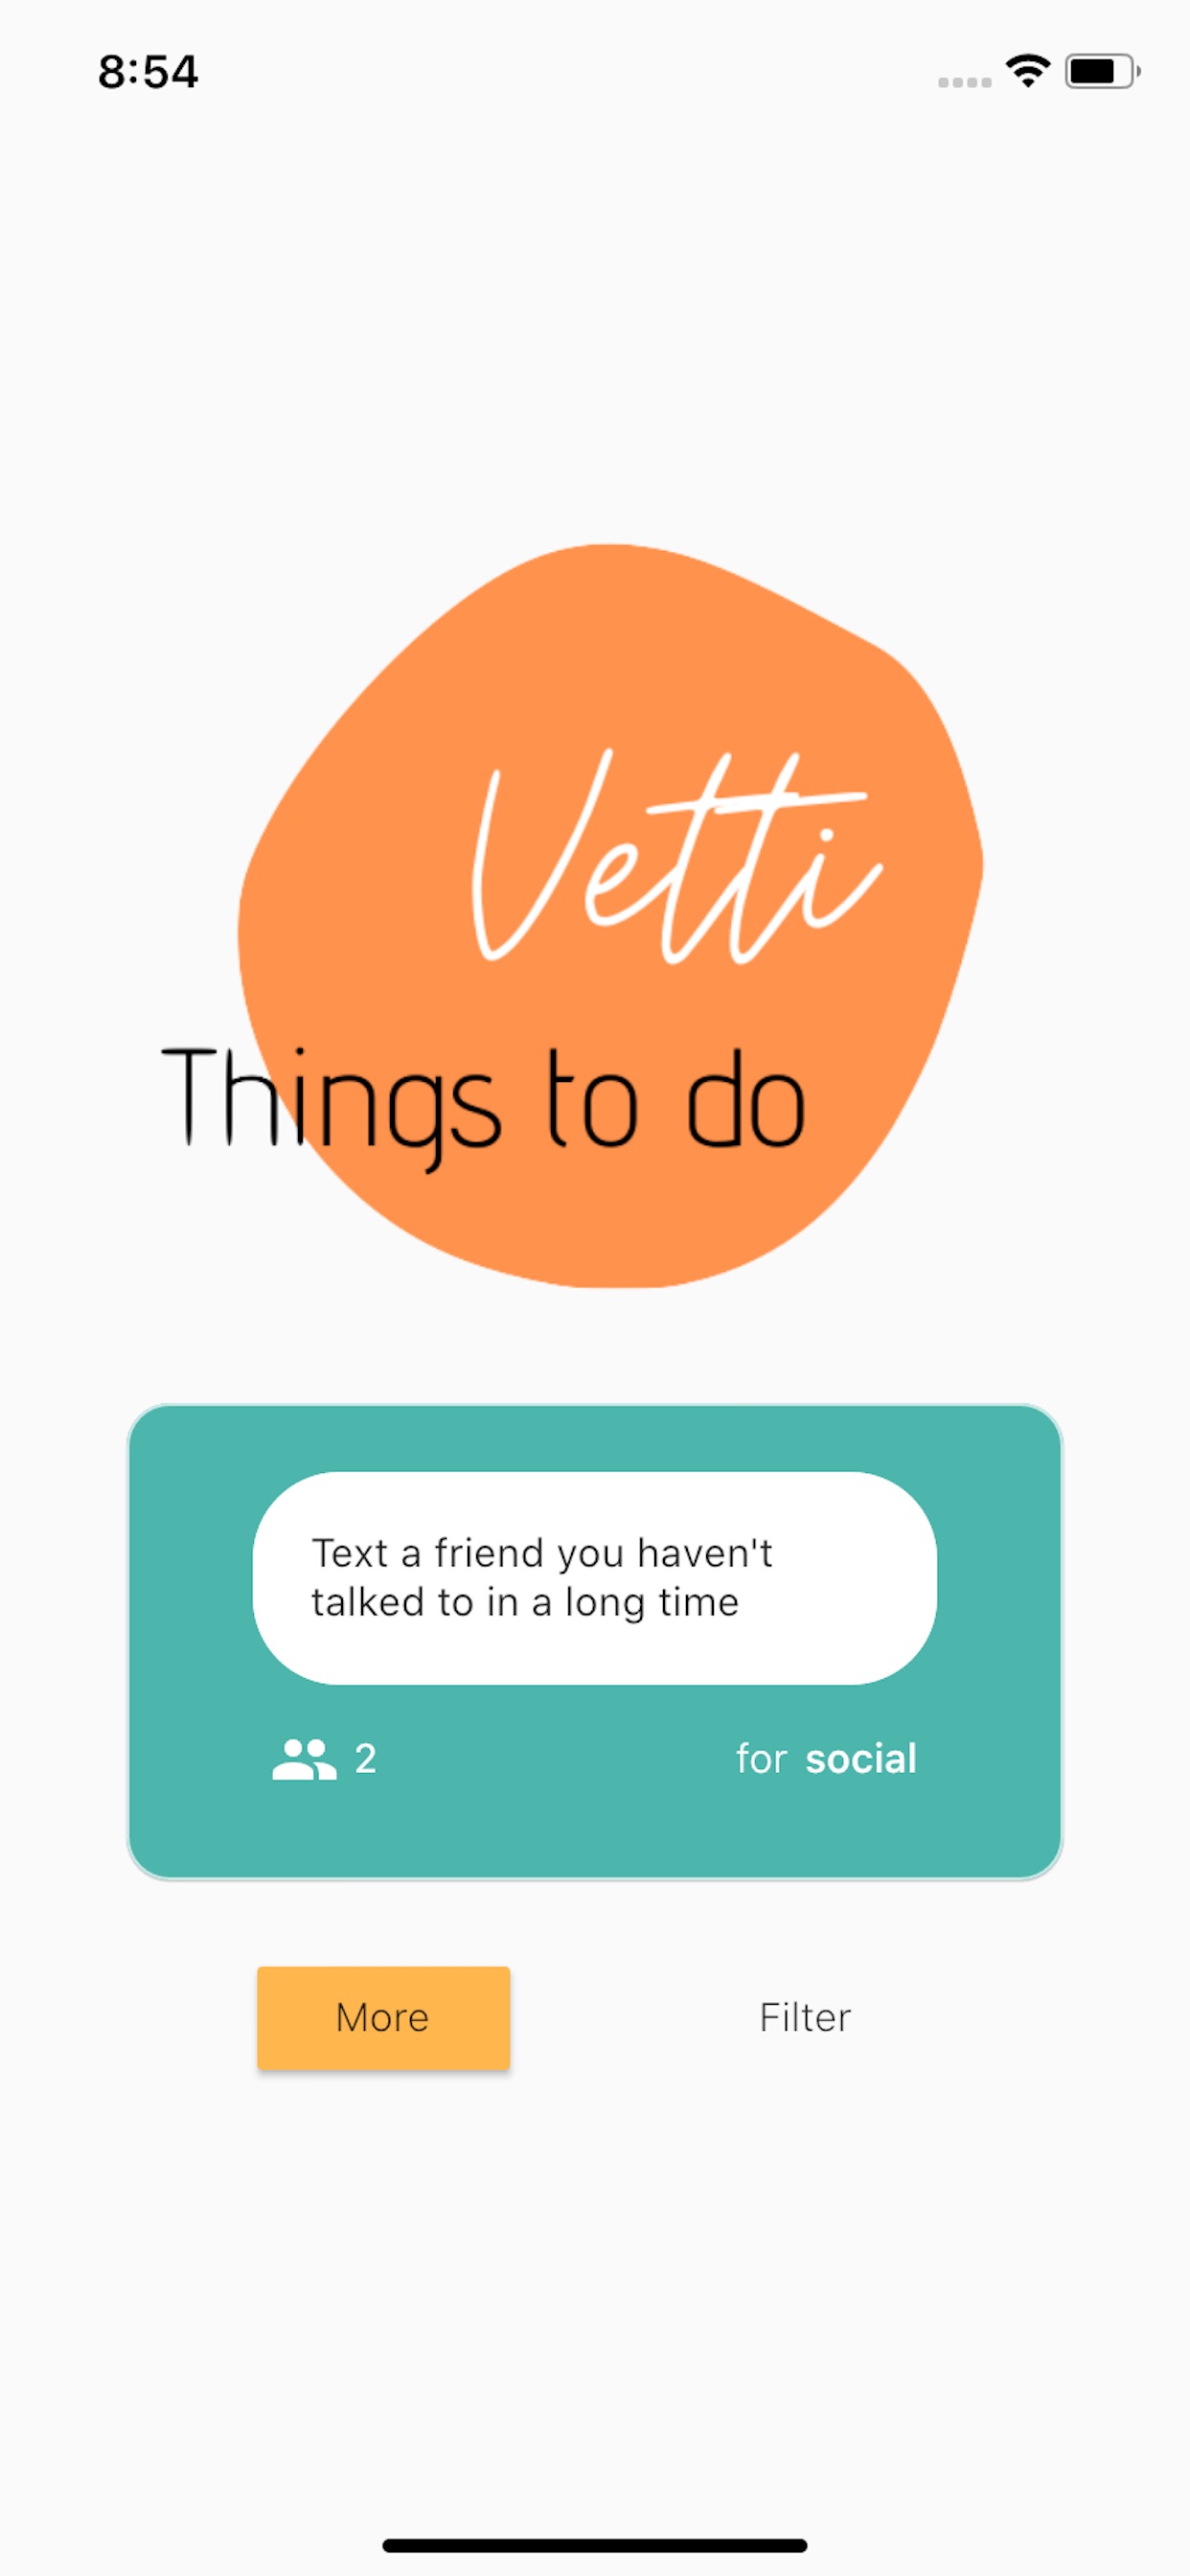 8:54
Vetti
Things to do
Text a friend you haven't
talked to in a long time
2
for social
More
Filter